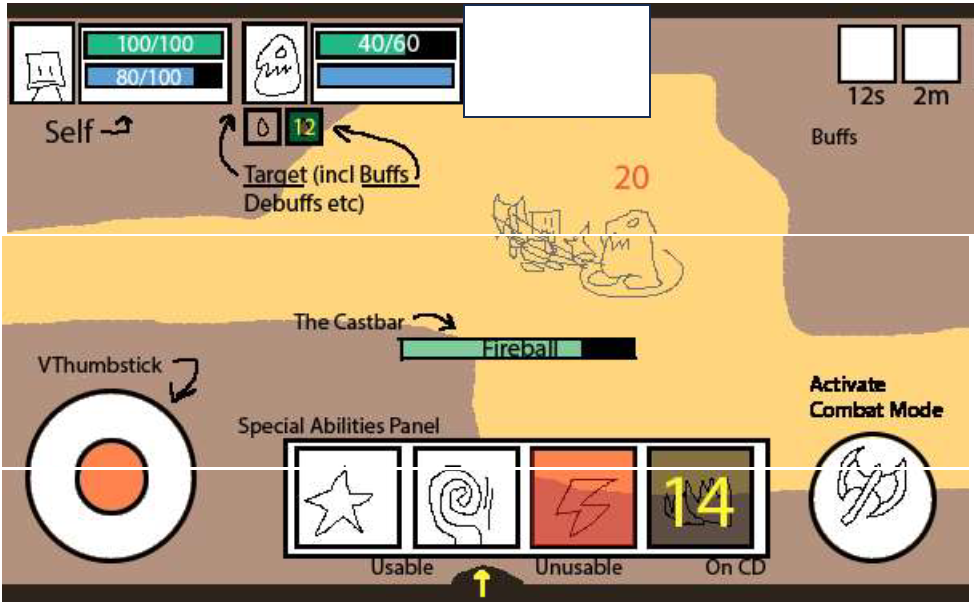 100/100
80/100
40/60
12s 2m
Self
12
Buffs
Target (incl Buffs
Debuffs etc)
20
The Castbar
Fireball
VThumbstick
Activate
Combat Mode
Special Abilities Panel
14
Usable
Unusable
On CD